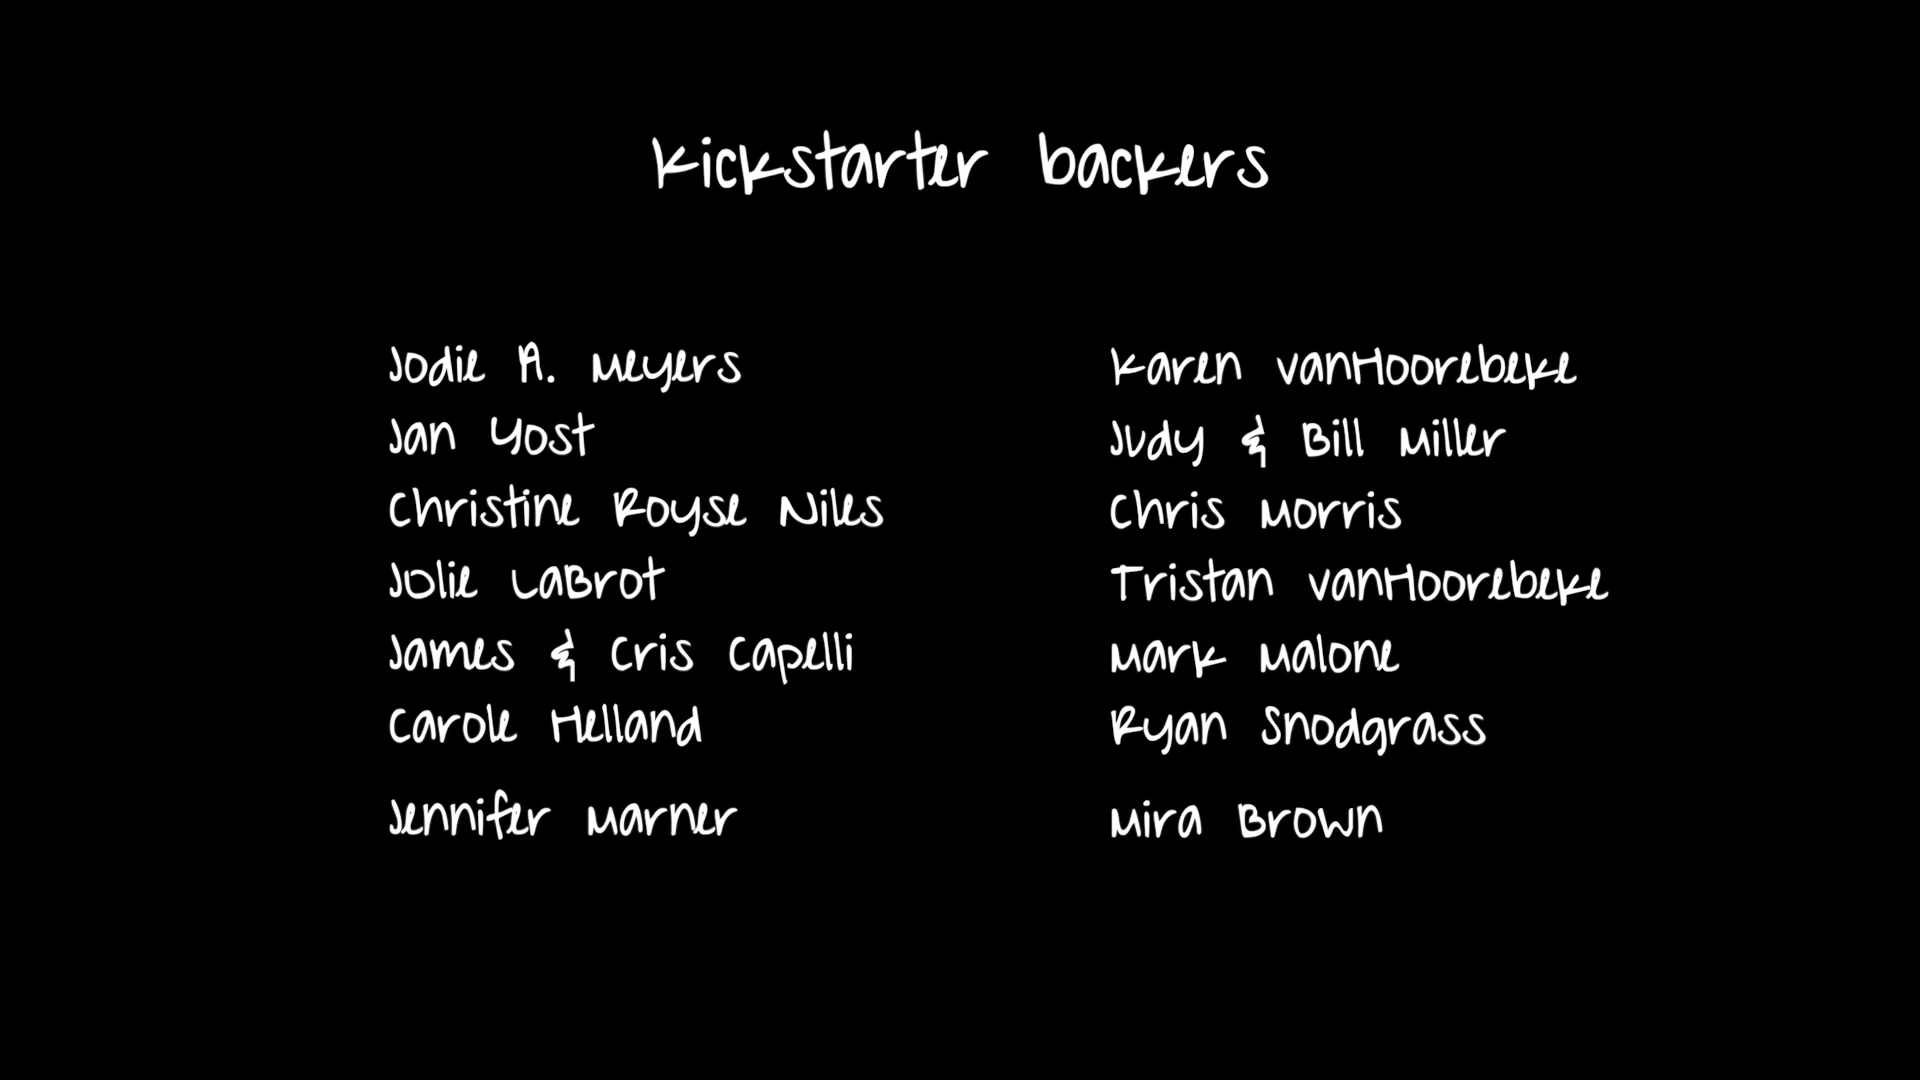 kickstarter backers
Jodie A. Meyers
Jan Yost
Christine Royse Niles
Jolie LaBrot
James & Cris Capelli
Carole Helland
Jennifer Marner
Karen VanHoorebeke
Judy & Bill Miller
Chris Morris
Tristan VanHoorebeke
Mark Malone
Ryan Snodgrass
Mira Brown